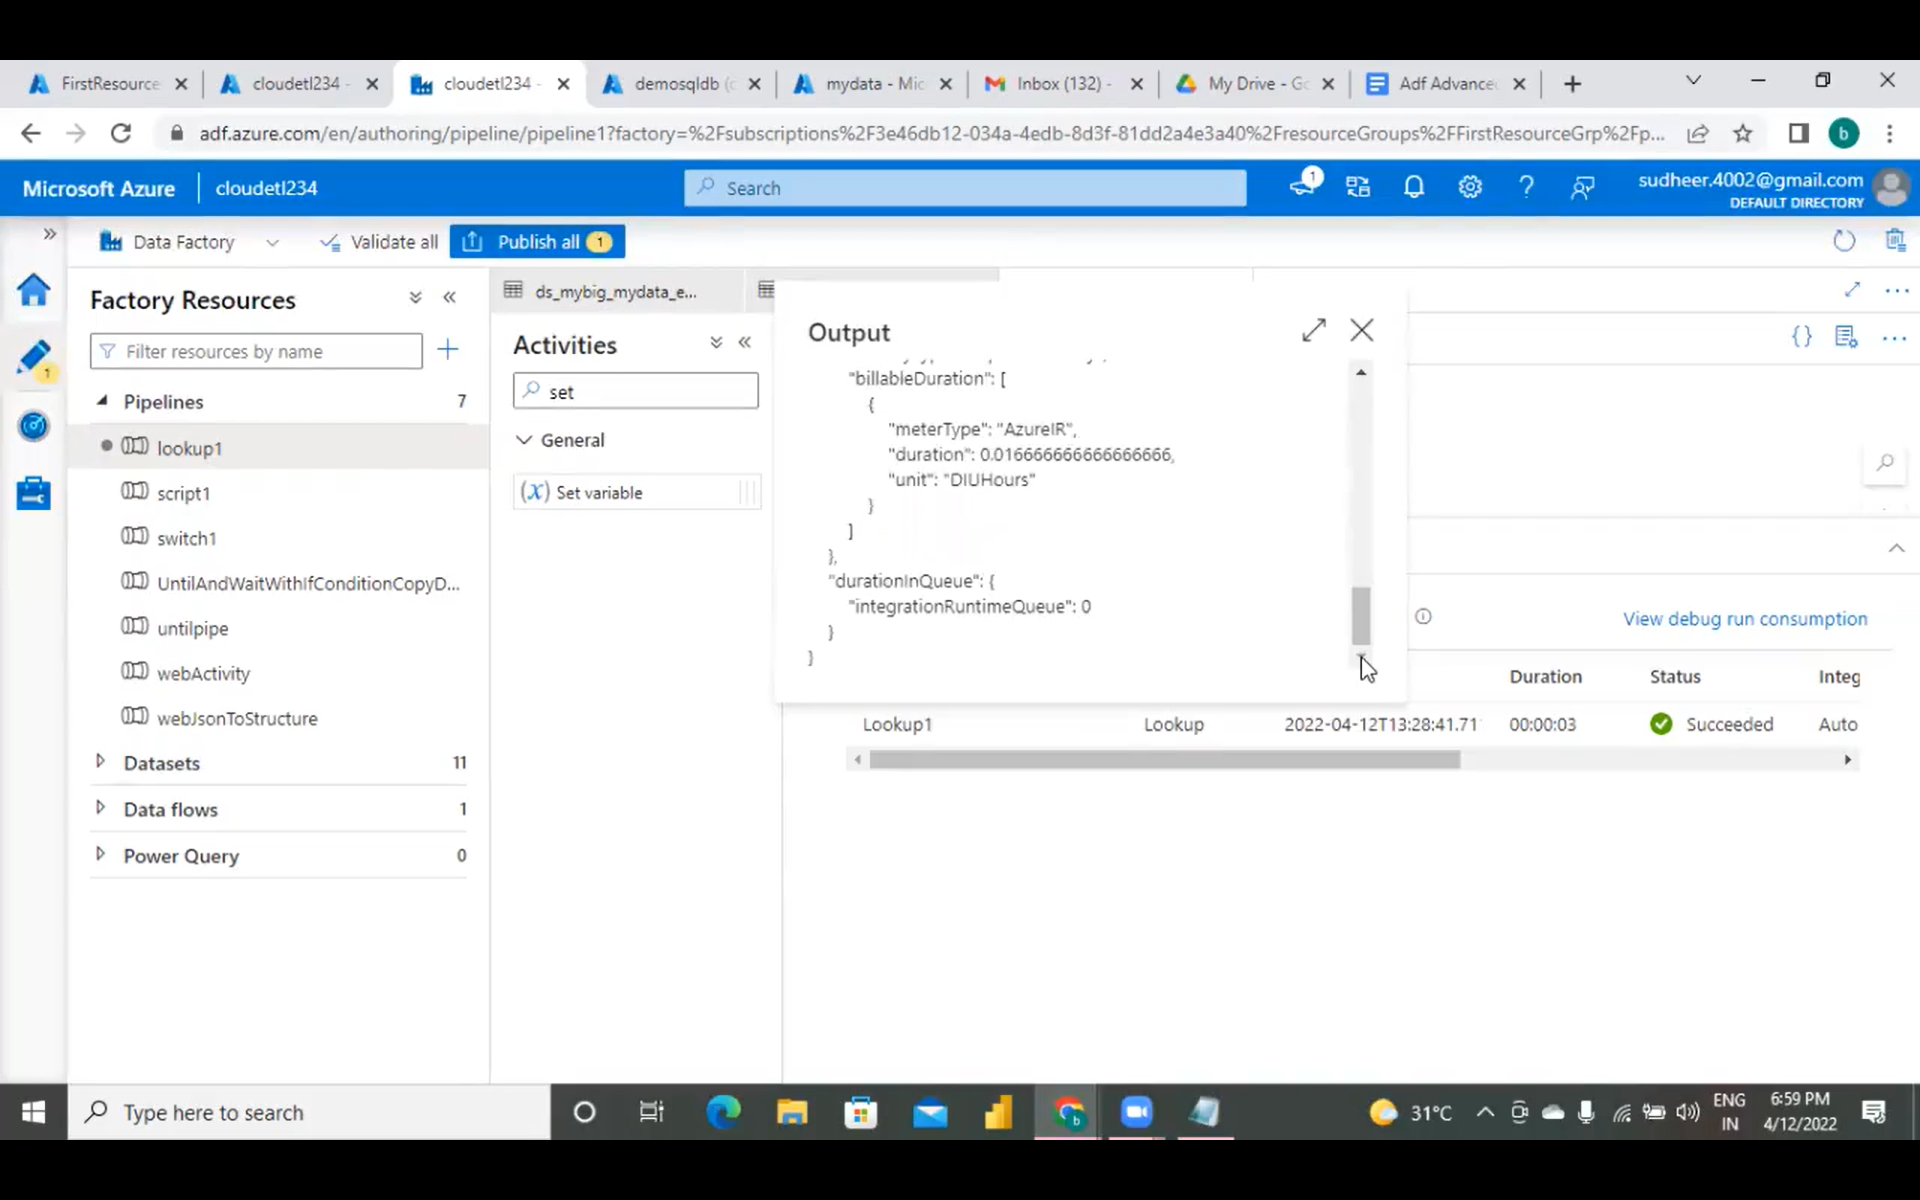 FirstResource
cloudetl234 -
cloudetl234 -
demosqldb (
mydata - Mic
Inbox (132) -
My Drive - Go
Adf Advance
adf.azure.com/en/authoring/pipeline/pipeline1?factory=%2Fsubscriptions%2F3e46db12-034a-4edb-8d3f-81dd2a4e3a40%2FresourceGroups%2FFirstResourceGrp%2Fp...
b
Microsoft Azure
cloudetl234
Search
1
sudheer.4002@gmail.com
DEFAULT DIRECTORY
Data Factory
Validate all
Publish all 1
Factory Resources
Filter resources by name
1
Pipelines 7
lookup1
script1
switch1
UntilAndWaitWithIfConditionCopyD...
untilpipe
webActivity
webJsonToStructure
Datasets 11
Data flows 1
Power Query 0
ds_mybig_mydata_e...
Activities
set
General
(x) Set variable
Output
"billableDuration": [
{
"meterType": "AzureIR",
"duration": 0.016666666666666666,
"unit": "DIUHours"
}
]
},
"durationInQueue": {
"integrationRuntimeQueue": 0
}
}
View debug run consumption
Duration Status Integ
Lookup1 Lookup 2022-04-12T13:28:41.71 00:00:03 Succeeded Auto
Type here to search
b
31°C
ENG
IN
6:59 PM
4/12/2022